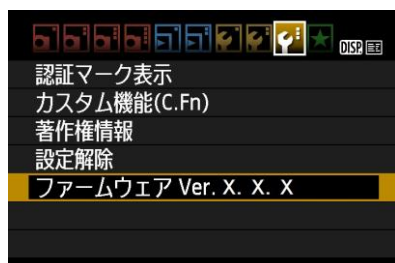 DISP
認証マーク表示
カスタム機能(C.Fn)
著作権情報
設定解除
ファームウェア Ver. X. X. X